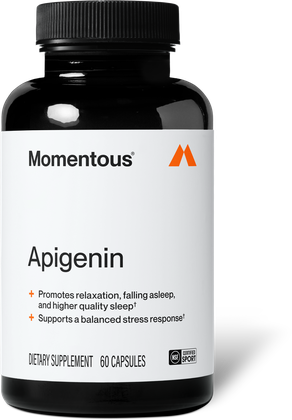 Momentous®
Apigenin
+ Promotes relaxation, falling asleep,
and higher quality sleep†
+ Supports a balanced stress response†
DIETARY SUPPLEMENT 60 CAPSULES
NSF CERTIFIED
SPORT